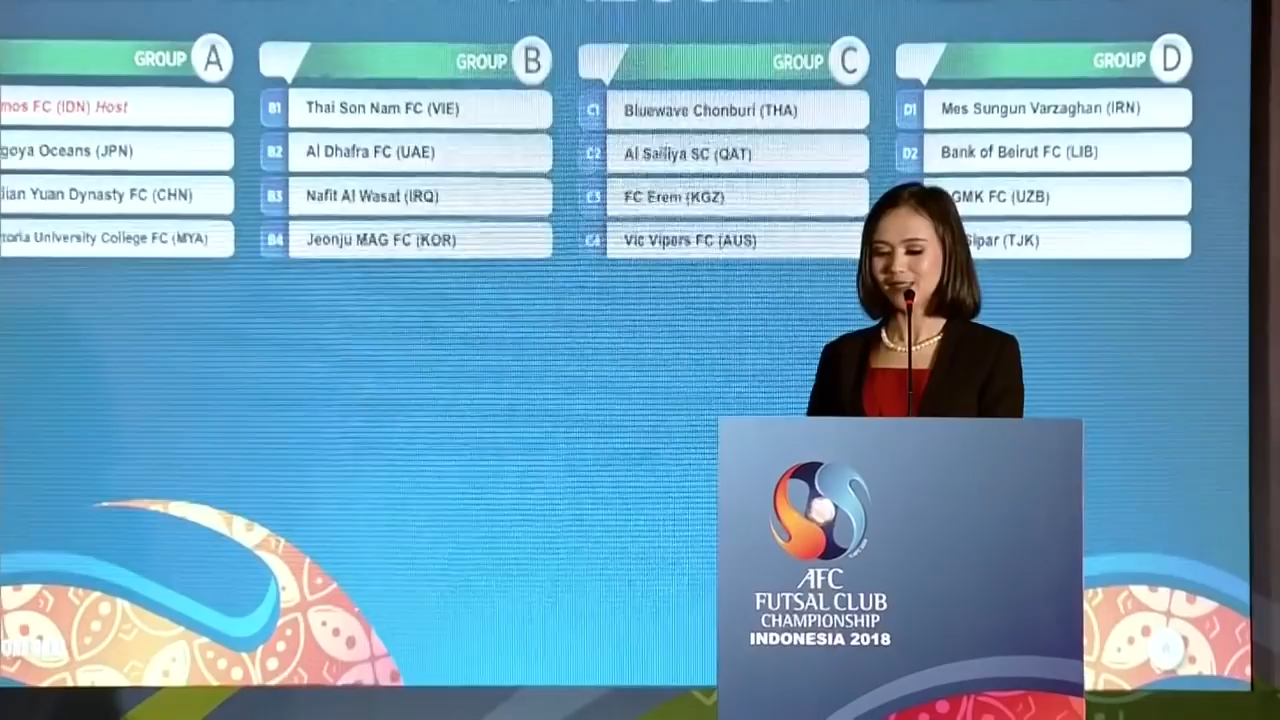 GROUP A
mos FC (IDN) Host
goya Oceans (JPN)
lian Yuan Dynasty FC (CHN)
toria University College FC (MYA)
GROUP B
B1 Thai Son Nam FC (VIE)
B2 Al Dhafra FC (UAE)
B3 Nafit Al Wasat (IRQ)
B4 Jeonju MAG FC (KOR)
GROUP C
C1 Bluewave Chonburi (THA)
C2 Al Sailiya SC (QAT)
C3 FC Erem (KGZ)
C4 Vic Vipers FC (AUS)
GROUP D
D1 Mes Sungun Varzaghan (IRN)
D2 Bank of Beirut FC (LIB)
GMK FC (UZB)
Sipar (TJK)
AFC
FUTSAL CLUB
CHAMPIONSHIP
INDONESIA 2018